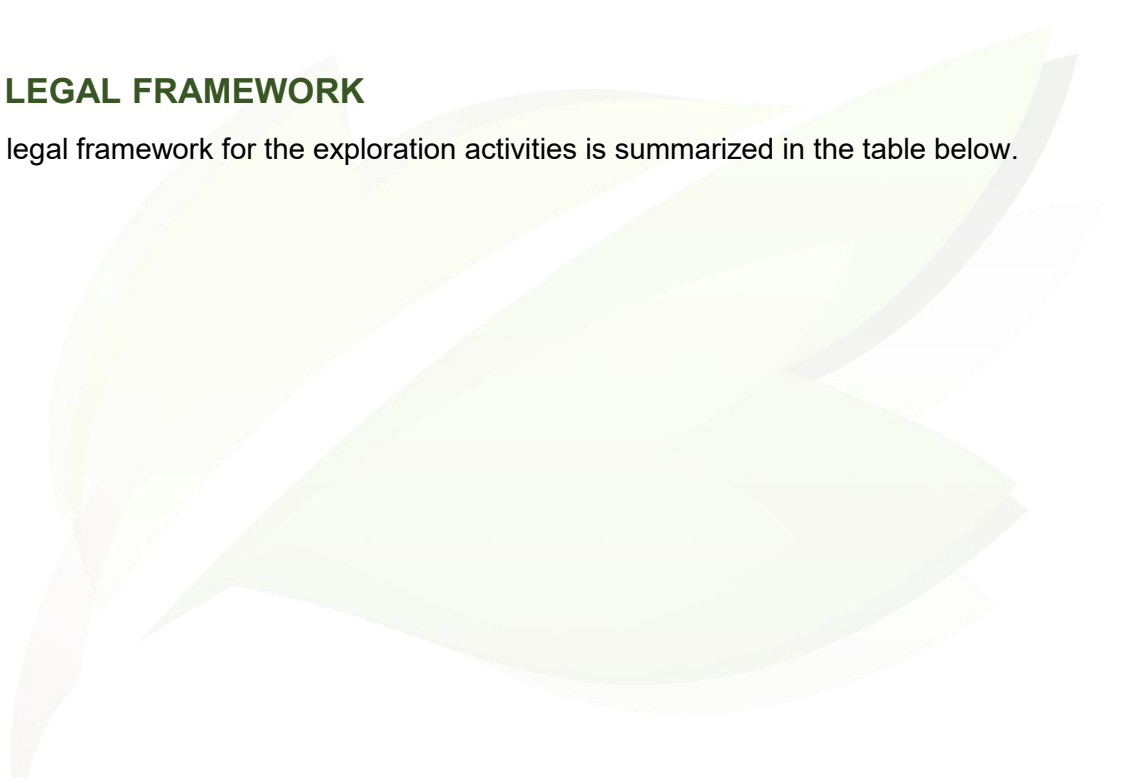 LEGAL FRAMEWORK
legal framework for the exploration activities is summarized in the table below.